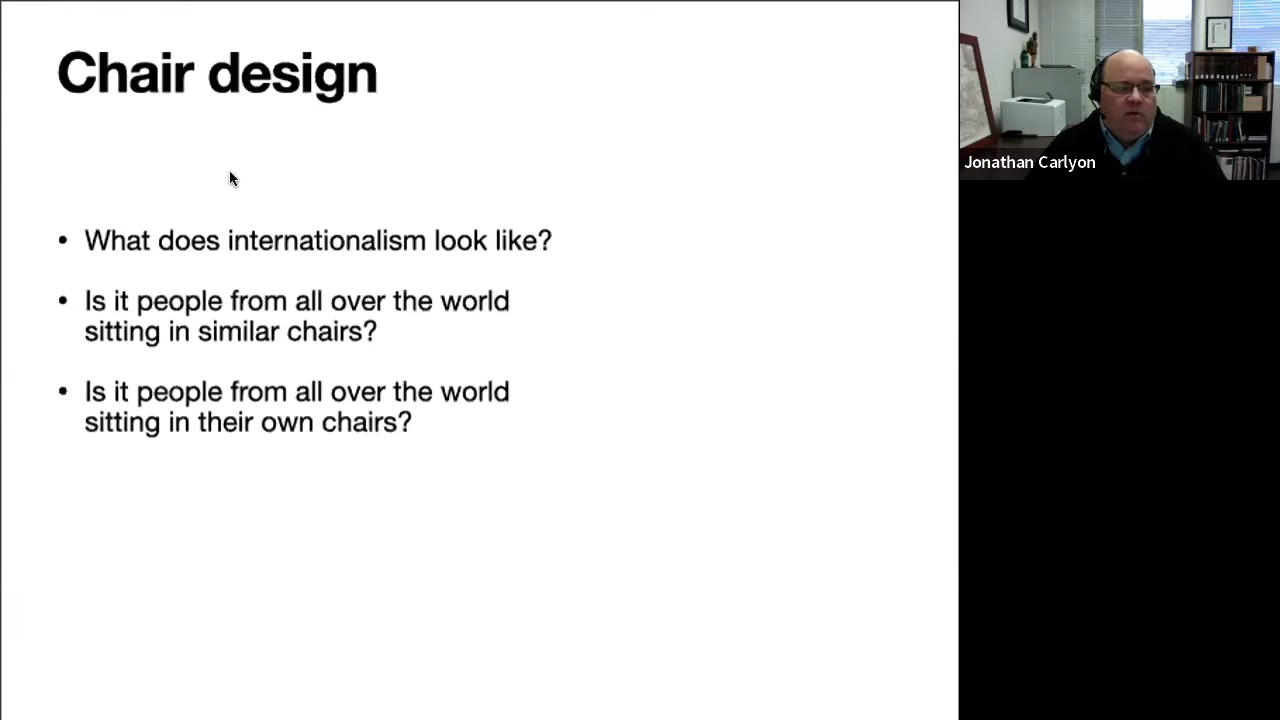 Chair design
• What does internationalism look like?
• Is it people from all over the world
sitting in similar chairs?
• Is it people from all over the world
sitting in their own chairs?
Jonathan Carlyon